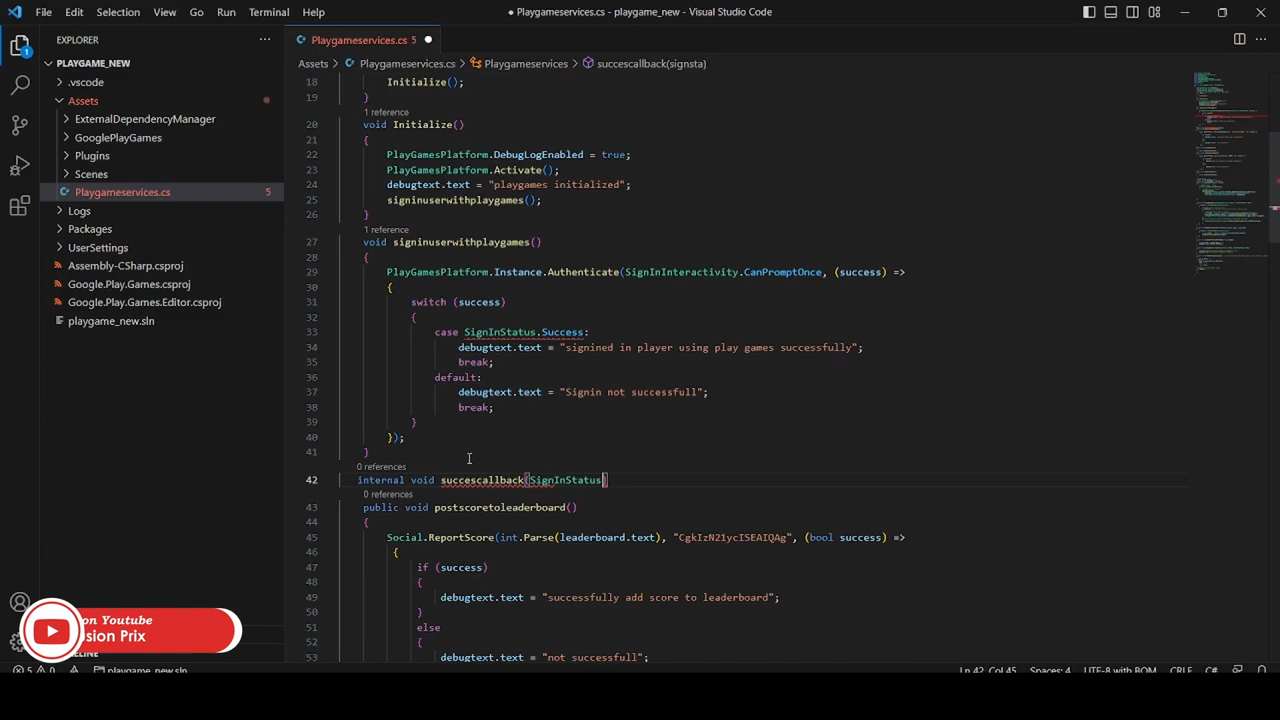 File Edit Selection View Go Run Terminal Help
● Playgameservices.cs - playgame_new - Visual Studio Code
EXPLORER
PLAYGAME_NEW
.vscode
Assets
ExternalDependencyManager
GooglePlayGames
Plugins
Scenes
Playgameservices.cs 5
Logs
Packages
UserSettings
Assembly-CSharp.csproj
Google.Play.Games.csproj
Google.Play.Games.Editor.csproj
playgame_new.sln
1
Playgameservices.cs 5
Assets > Playgameservices.cs > Playgameservices > succescallback(signsta)
18 Initialize();
19 }
1 reference
20 void Initialize()
21 {
22 PlayGamesPlatform.DebugLogEnabled = true;
23 PlayGamesPlatform.Activate();
24 debugtext.text = "playgames initialized";
25 signinuserwithplaygames();
26 }
1 reference
27 void signinuserwithplaygames()
28 {
29 PlayGamesPlatform.Instance.Authenticate(SignInInteractivity.CanPromptOnce, (success) =>
30 {
31 switch (success)
32 {
33 case SignInStatus.Success:
34 debugtext.text = "signined in player using play games successfully";
35 break;
36 default:
37 debugtext.text = "Signin not successfull";
38 break;
39 }
40 });
41 }
0 references
42 internal void succescallback(SignInStatus)
0 references
43 public void postscoretoleaderboard()
44 {
45 Social.ReportScore(int.Parse(leaderboard.text), "CgkIzN21ycISEAIQAg", (bool success) =>
46 {
47 if (success)
48 {
49 debugtext.text = "successfully add score to leaderboard";
50 }
51 else
52 {
53 debugtext.text = "not successfull";
on Youtube
usion Prix
5 0 playgame_new.sln
Ln 42, Col 45 Spaces: 4 UTF-8 with BOM CRLF C#